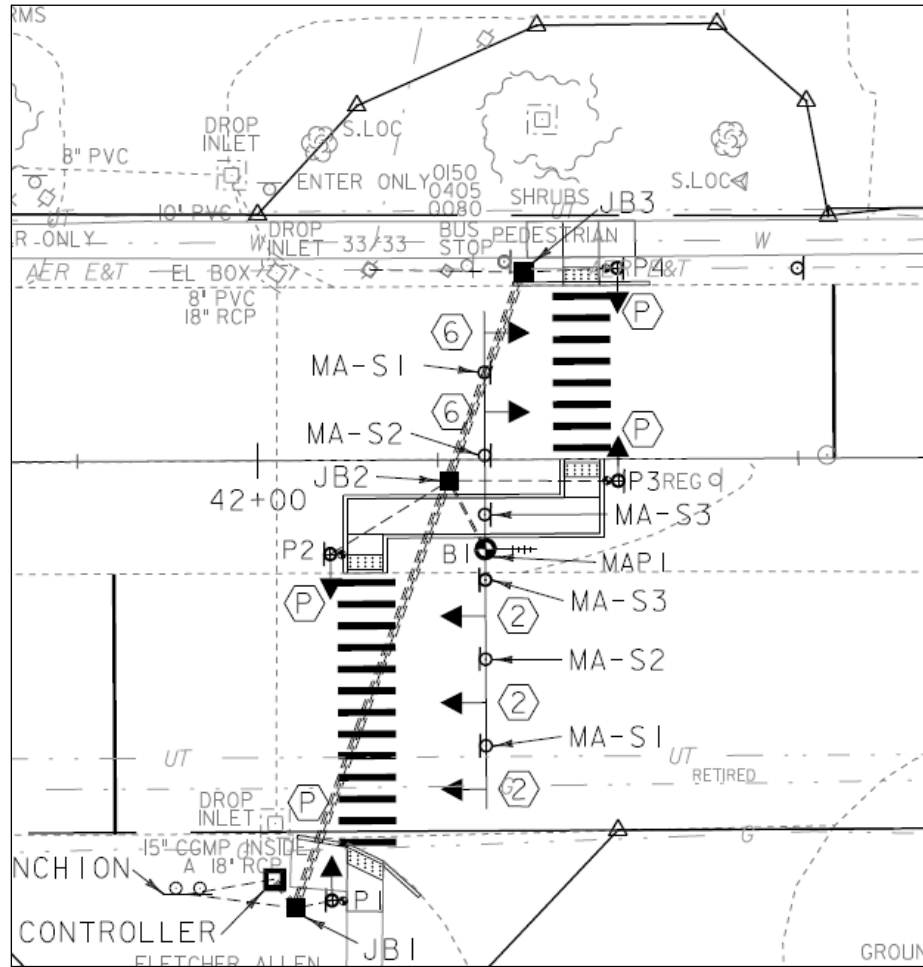 RMS
DROP
INLET
S.LOC
8" PVC
ENTER ONLY
0150
0405
0080
SHRUBS
S.LOC
JB3
UT
10" PVC
UT
R-ONLY
W
DROP
INLET
33/33
BUS
STOP
PEDESTRIAN
W
AER E&T
EL BOX
P4
8" PVC
18" RCP
P
6
MA-S1
6
P
MA-S2
JB2
P3
REG
42+00
MA-S3
P2
B1
MAP1
P
MA-S3
2
MA-S2
2
MA-S1
UT
UT
RETIRED
P
G
2
DROP
INLET
G
15" CGMP INSIDE
A 18" RCP
NCHION
P1
CONTROLLER
JB1
FLETCHER ALLEN
GROUN